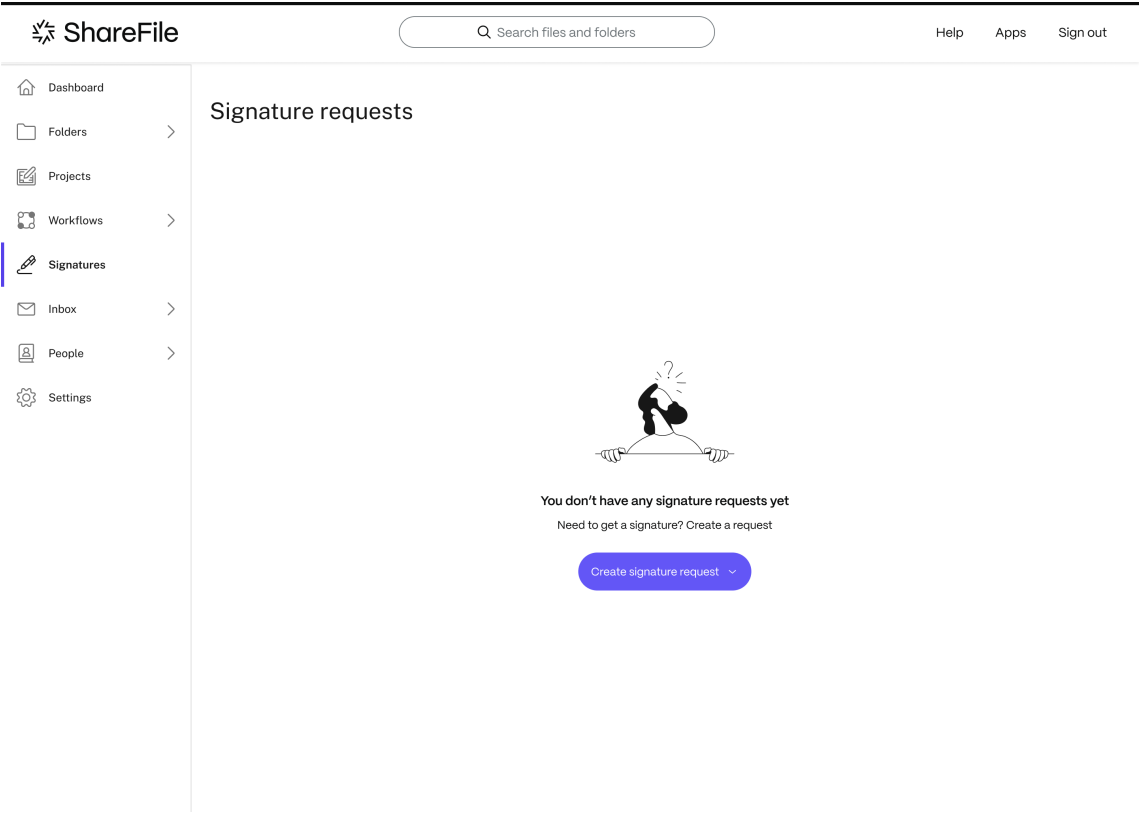 ShareFile
Search files and folders
Help
Apps
Sign out
Dashboard
Folders
Projects
Workflows
Signatures
Inbox
People
Settings
Signature requests
?
You don't have any signature requests yet
Need to get a signature? Create a request
Create signature request